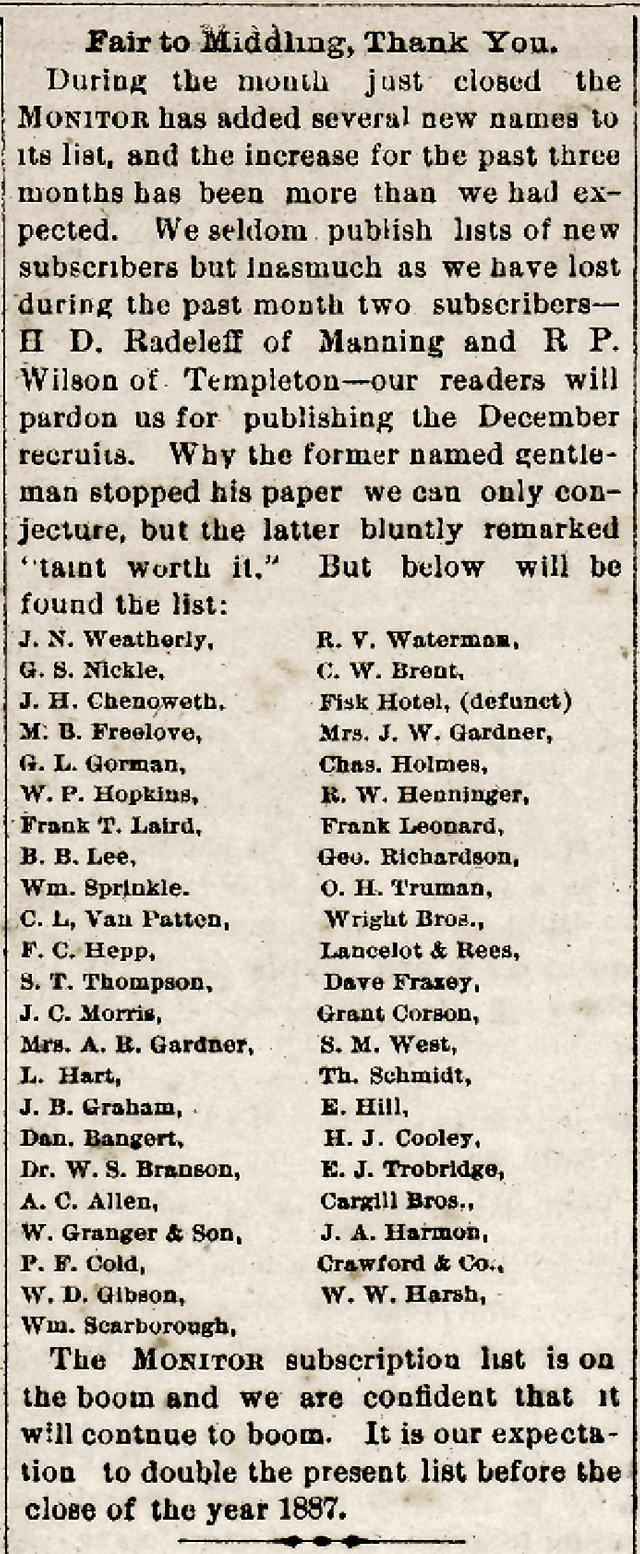 Fair to Middling, Thank You.
During the month just closed the
MONITOR has added several new names to
its list, and the increase for the past three
months has been more than we had ex-
pected. We seldom publish lists of new
subscribers but inasmuch as we have lost
during the past month two subscribers—
H D. Radeleff of Manning and R P.
Wilson of Templeton—our readers will
pardon us for publishing the December
recruits. Why the former named gentle-
man stopped his paper we can only con-
jecture, but the latter bluntly remarked
"taint worth it." But below will be
found the list:
J. N. Weatherly, R. V. Waterman,
G. S. Nickle, C. W. Brent,
J. H. Chenoweth. Fisk Hotel, (defunct)
M. B. Freelove, Mrs. J. W. Gardner,
G. L. Gorman, Chas. Holmes,
W. P. Hopkins, R. W. Henninger,
Frank T. Laird, Frank Leonard,
B. B. Lee, Geo. Richardson,
Wm. Sprinkle. O. H. Truman,
C. L, Van Patten, Wright Bros.,
F. C. Hepp, Lancelot & Rees,
S. T. Thompson, Dave Frazey,
J. C. Morris, Grant Corson,
Mrs. A. R. Gardner, S. M. West,
L. Hart, Th. Schmidt,
J. B. Graham, E. Hill,
Dan. Bangert, H. J. Cooley,
Dr. W. S. Branson, E. J. Trobridge,
A. C. Allen, Cargill Bros.,
W. Granger & Son, J. A. Harmon,
P. F. Cold, Crawford & Co.,
W. D. Gibson, W. W. Harsh,
Wm. Scarborough,
The MONITOR subscription list is on
the boom and we are confident that it
will contnue to boom. It is our expecta-
tion to double the present list before the
close of the year 1887.